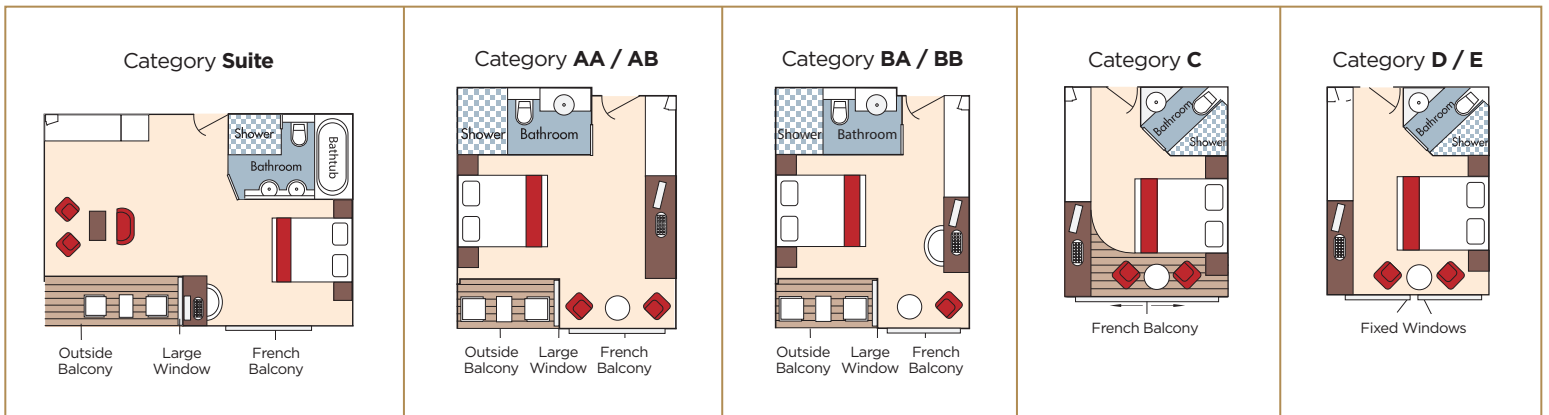 Category Suite
Shower
Bathroom
Bathtub
Outside
Balcony
Large
Window
French
Balcony
Category AA / AB
Shower
Bathroom
Outside
Balcony
Large
Window
French
Balcony
Category BA / BB
Shower
Bathroom
Outside
Balcony
Large
Window
French
Balcony
Category C
Bathroom
Shower
French Balcony
Category D / E
Bathroom
Shower
Fixed Windows